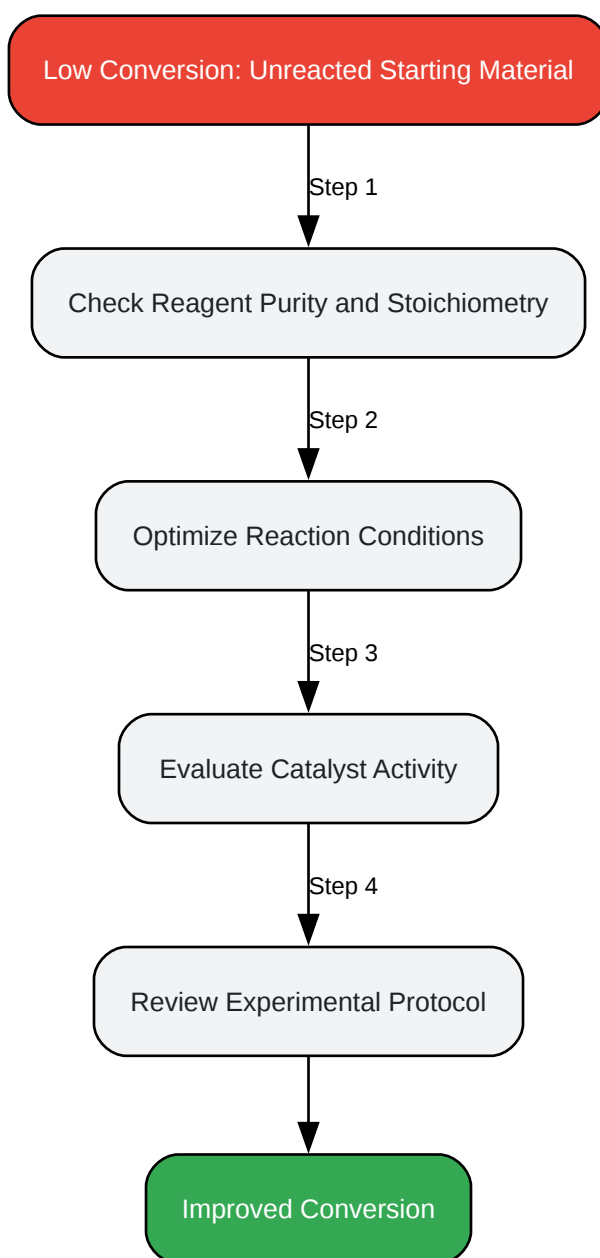 Low Conversion: Unreacted Starting Material
Step 1
Check Reagent Purity and Stoichiometry
Step 2
Optimize Reaction Conditions
Step 3
Evaluate Catalyst Activity
Step 4
Review Experimental Protocol
Improved Conversion